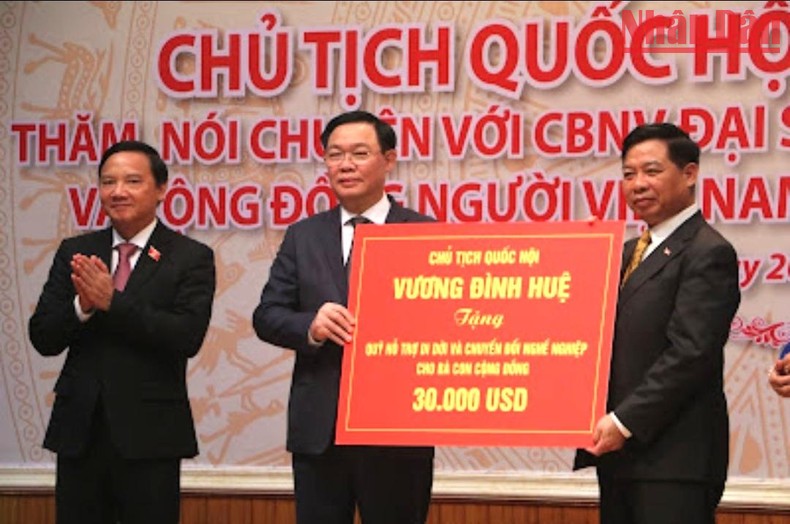 Nhân Dân
CHỦ TỊCH QUỐC
THĂM, NÓI CHUYỆN VỚI CBNV ĐẠI
VÀ CỘNG ĐỒNG NGƯỜI VIỆT NAM
CHỦ TỊCH QUỐC HỘI
VƯƠNG ĐÌNH HUỆ
Tặng
QUỸ HỖ TRỢ DI DỜI VÀ CHUYỂN ĐỔI NGHỀ NGHIỆP
CHO BÀ CON CỘNG ĐỒNG
30.000 USD